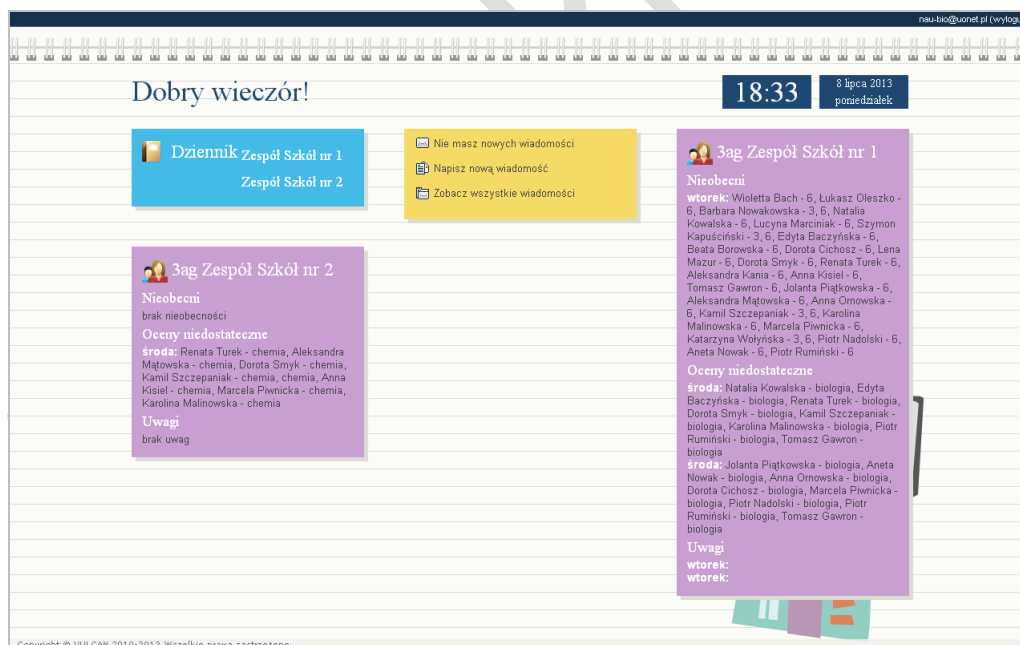 nau-bio@uonet.pl (wylogu
Dobry wieczór!
18:33
8 lipca 2013
poniedziałek
Dziennik Zespół Szkół nr 1
Zespół Szkół nr 2
Nie masz nowych wiadomości
Napisz nową wiadomość
Zobacz wszystkie wiadomości
3ag Zespół Szkół nr 2
Nieobecni
brak nieobecności
Oceny niedostateczne
środa: Renata Turek - chemia, Aleksandra
Mątowska - chemia, Dorota Smyk - chemia,
Kamil Szczepaniak - chemia, chemia, Anna
Kisiel - chemia, Marcela Piwnicka - chemia,
Karolina Malinowska - chemia
Uwagi
brak uwag
3ag Zespół Szkół nr 1
Nieobecni
wtorek: Wioletta Bach - 6, Łukasz Oleszko -
6, Barbara Nowakowska - 3, 6, Natalia
Kowalska - 6, Lucyna Marciniak - 6, Szymon
Kapuściński - 3, 6, Edyta Baczyńska - 6,
Beata Borowska - 6, Dorota Cichosz - 6, Lena
Mazur - 6, Dorota Smyk - 6, Renata Turek - 6,
Aleksandra Kania - 6, Anna Kisiel - 6,
Tomasz Gawron - 6, Jolanta Piątkowska - 6,
Aleksandra Mątowska - 6, Anna Ornowska -
6, Kamil Szczepaniak - 3, 6, Karolina
Malinowska - 6, Marcela Piwnicka - 6,
Katarzyna Wołyńska - 3, 6, Piotr Nadolski - 6,
Aneta Nowak - 6, Piotr Rumiński - 6
Oceny niedostateczne
środa: Natalia Kowalska - biologia, Edyta
Baczyńska - biologia, Renata Turek - biologia,
Dorota Smyk - biologia, Kamil Szczepaniak -
biologia, Karolina Malinowska - biologia, Piotr
Rumiński - biologia, Tomasz Gawron -
biologia
środa: Jolanta Piątkowska - biologia, Aneta
Nowak - biologia, Anna Ornowska - biologia,
Dorota Cichosz - biologia, Marcela Piwnicka -
biologia, Piotr Nadolski - biologia, Piotr
Rumiński - biologia, Tomasz Gawron -
biologia
Uwagi
wtorek:
wtorek:
Copyright © VULCAN 2010-2013 Wszelkie prawa zastrzeżone